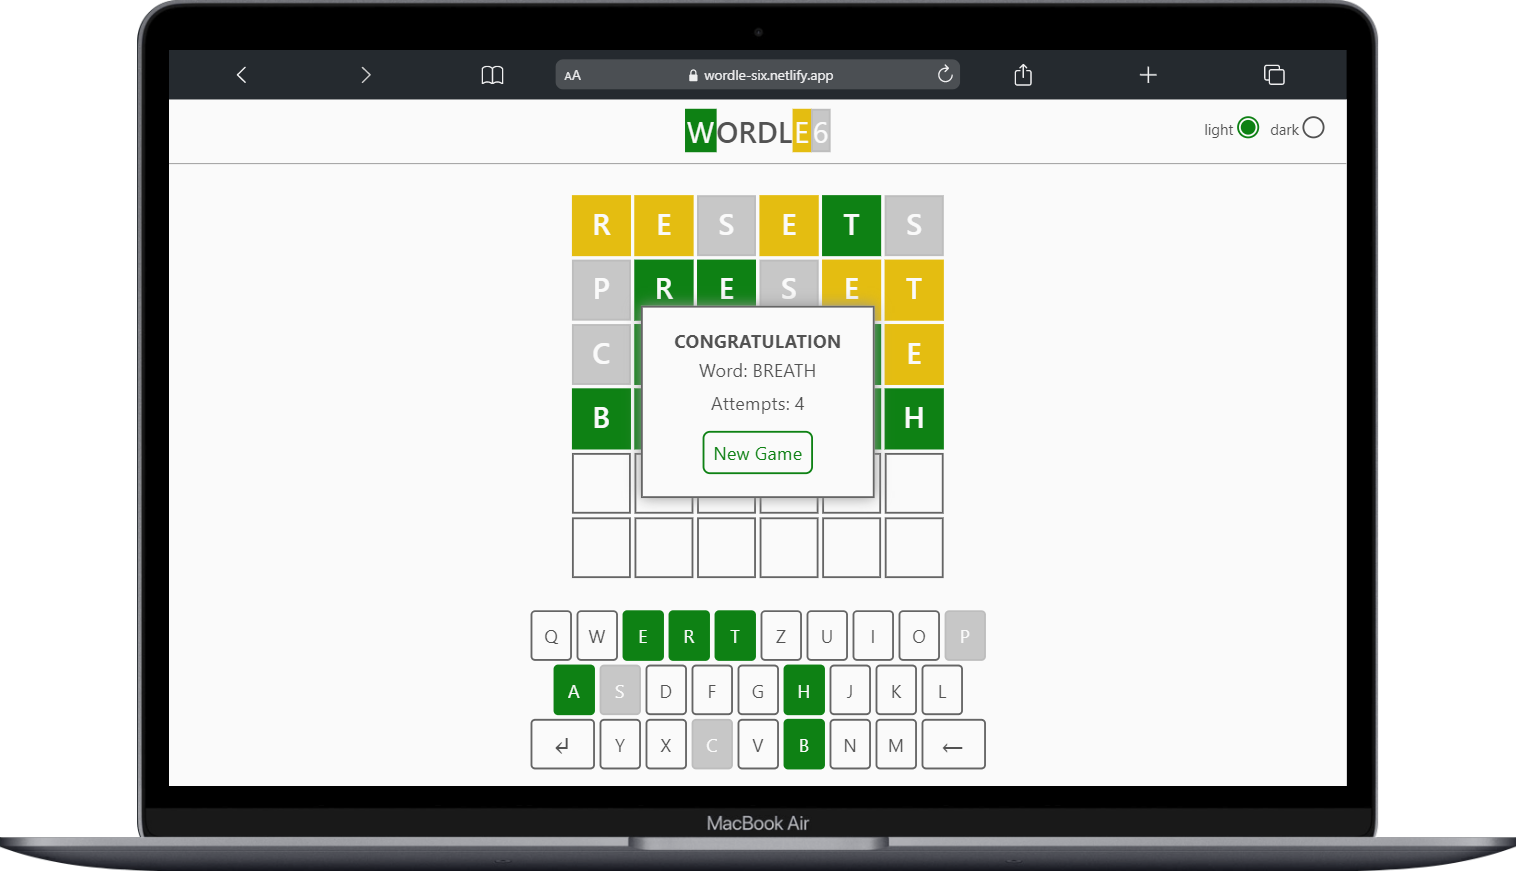 AA wordle-six.netlify.app
WORDLE6
light dark
R E S E T S
P R E S E T
C E
B H
CONGRATULATION
Word: BREATH
Attempts: 4
New Game
Q W E R T Z U I O P
A S D F G H J K L
↵ Y X C V B N M ←
MacBook Air